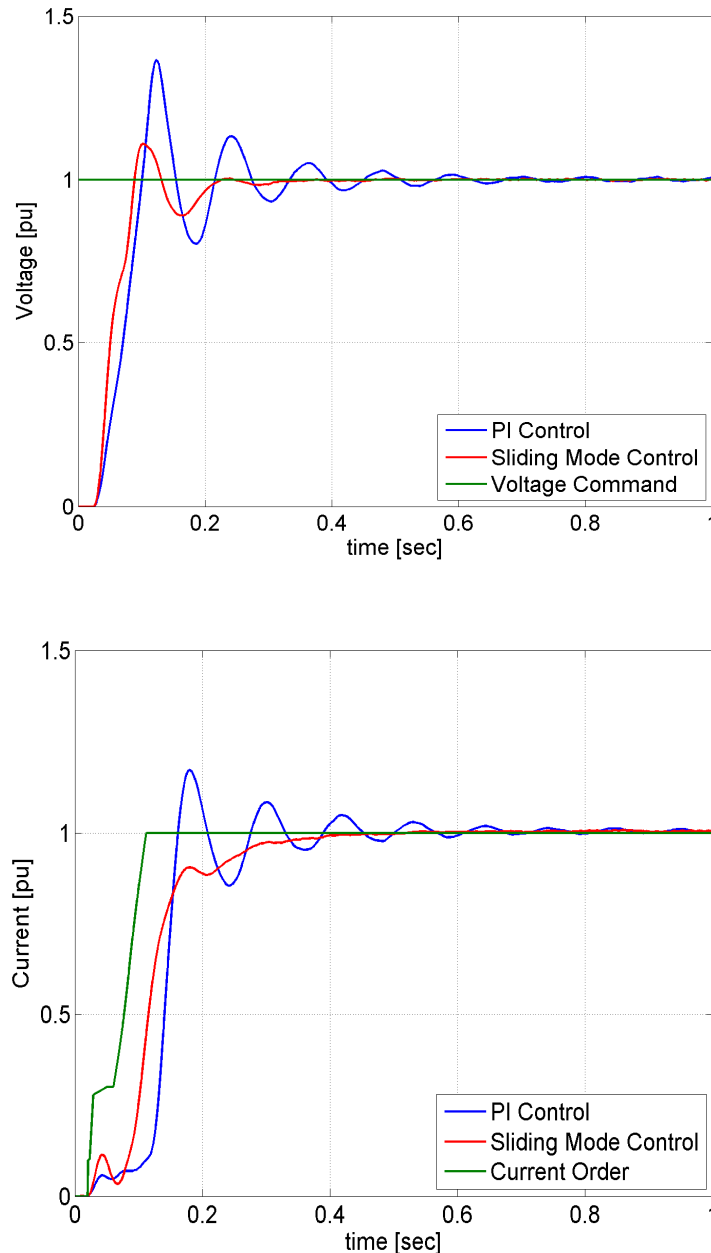 1.5
1
0.5
0
Voltage [pu]
PI Control
Sliding Mode Control
Voltage Command
0 0.2 0.4 0.6 0.8 1
time [sec]
1.5
1
0.5
0
Current [pu]
PI Control
Sliding Mode Control
Current Order
0 0.2 0.4 0.6 0.8 1
time [sec]